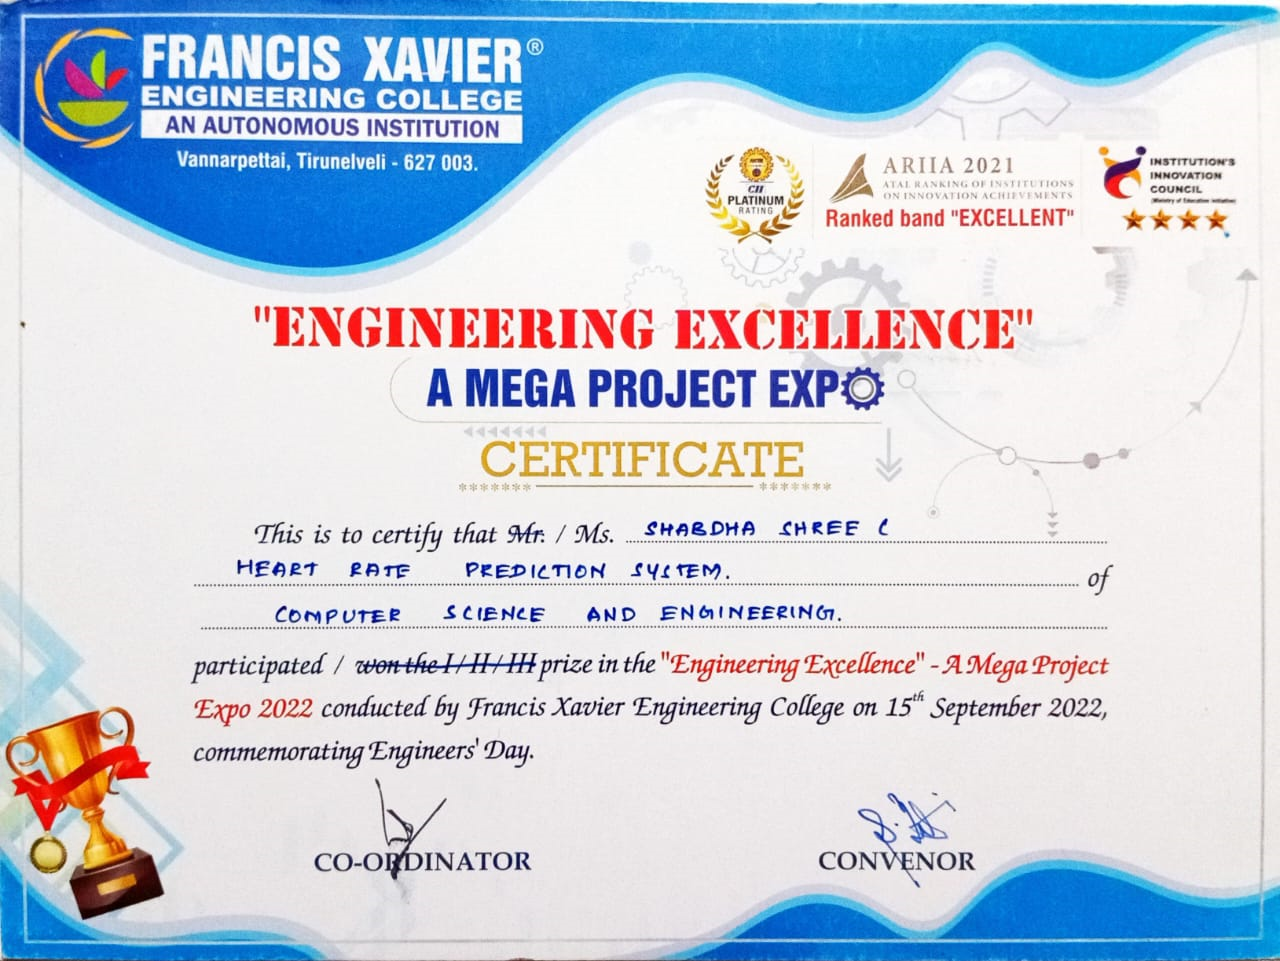 FRANCIS XAVIER®
ENGINEERING COLLEGE
AN AUTONOMOUS INSTITUTION
Vannarpettai, Tirunelveli - 627 003.
CII
PLATINUM
RATING
ARIIA 2021
ATAL RANKING OF INSTITUTIONS
ON INNOVATION ACHIEVEMENTS
Ranked band "EXCELLENT"
INSTITUTION'S
INNOVATION
COUNCIL
(Ministry of Education Initiative)
"ENGINEERING EXCELLENCE"
A MEGA PROJECT EXPO
CERTIFICATE
This is to certify that Mr. / Ms. SHABDHA SHREE C
HEART RATE PREDICTION SYSTEM. of
COMPUTER SCIENCE AND ENGINEERING.
participated / won the I / II / III prize in the "Engineering Excellence" - A Mega Project
Expo 2022 conducted by Francis Xavier Engineering College on 15th September 2022,
commemorating Engineers' Day.
CO-ORDINATOR
CONVENOR